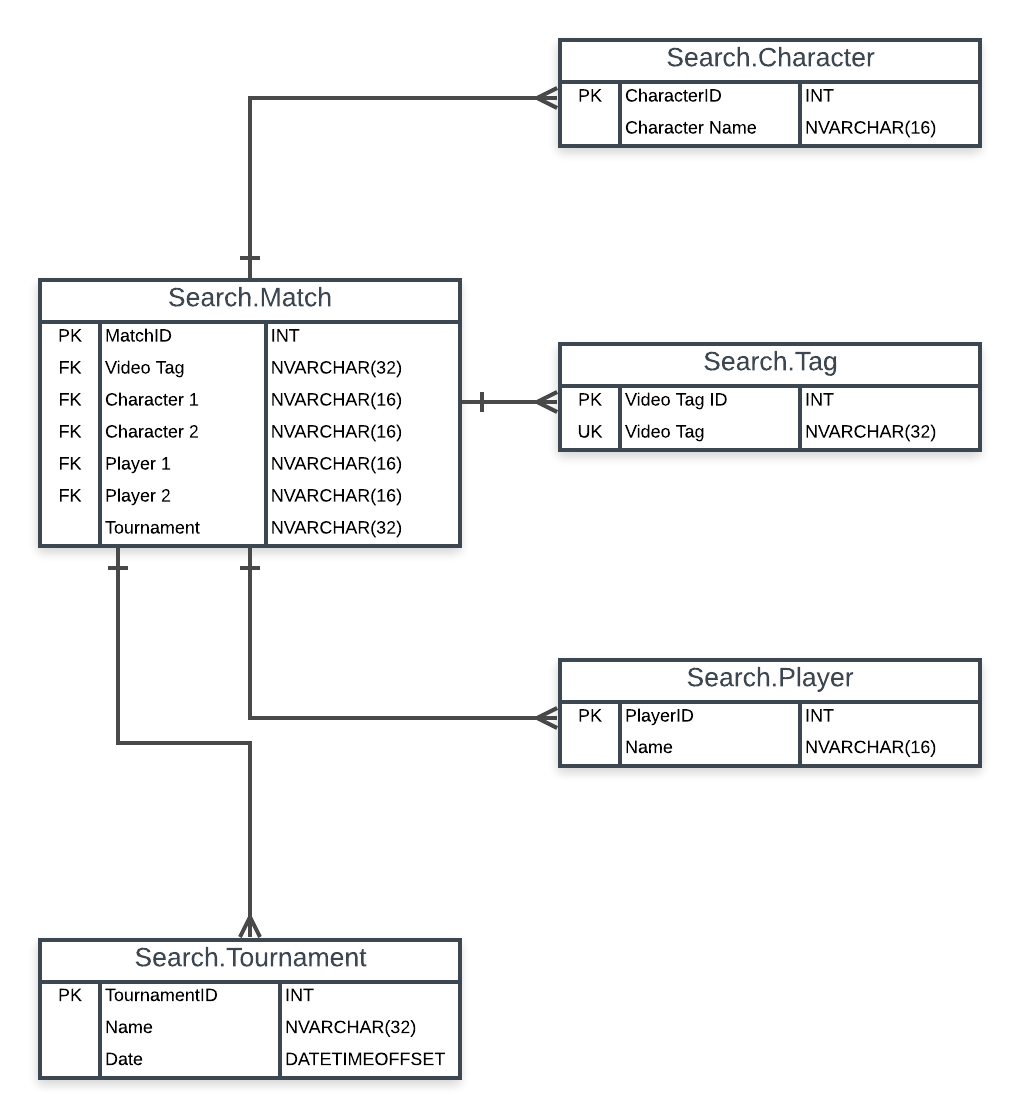 Search.Character
PK CharacterID INT
Character Name NVARCHAR(16)
Search.Match
PK MatchID INT
FK Video Tag NVARCHAR(32)
FK Character 1 NVARCHAR(16)
FK Character 2 NVARCHAR(16)
FK Player 1 NVARCHAR(16)
FK Player 2 NVARCHAR(16)
Tournament NVARCHAR(32)
Search.Tag
PK Video Tag ID INT
UK Video Tag NVARCHAR(32)
Search.Player
PK PlayerID INT
Name NVARCHAR(16)
Search.Tournament
PK TournamentID INT
Name NVARCHAR(32)
Date DATETIMEOFFSET